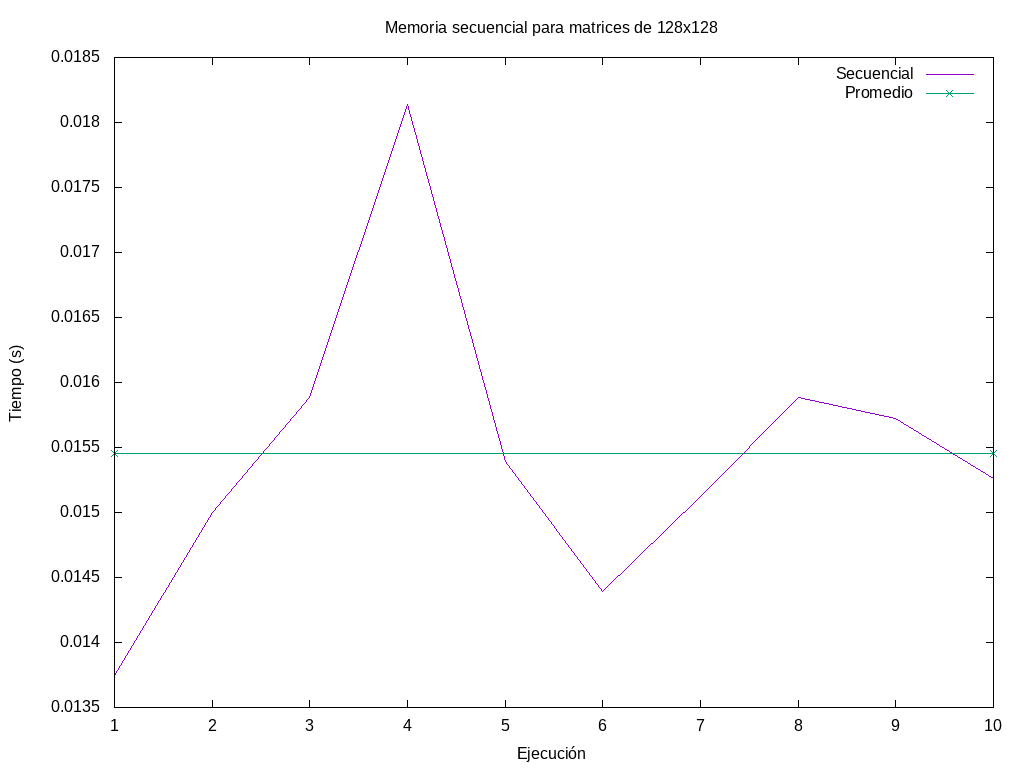 Memoria secuencial para matrices de 128x128
Secuencial
Promedio
0.0185
0.018
0.0175
0.017
0.0165
0.016
0.0155
0.015
0.0145
0.014
0.0135
Tiempo (s)
1 2 3 4 5 6 7 8 9 10
Ejecución